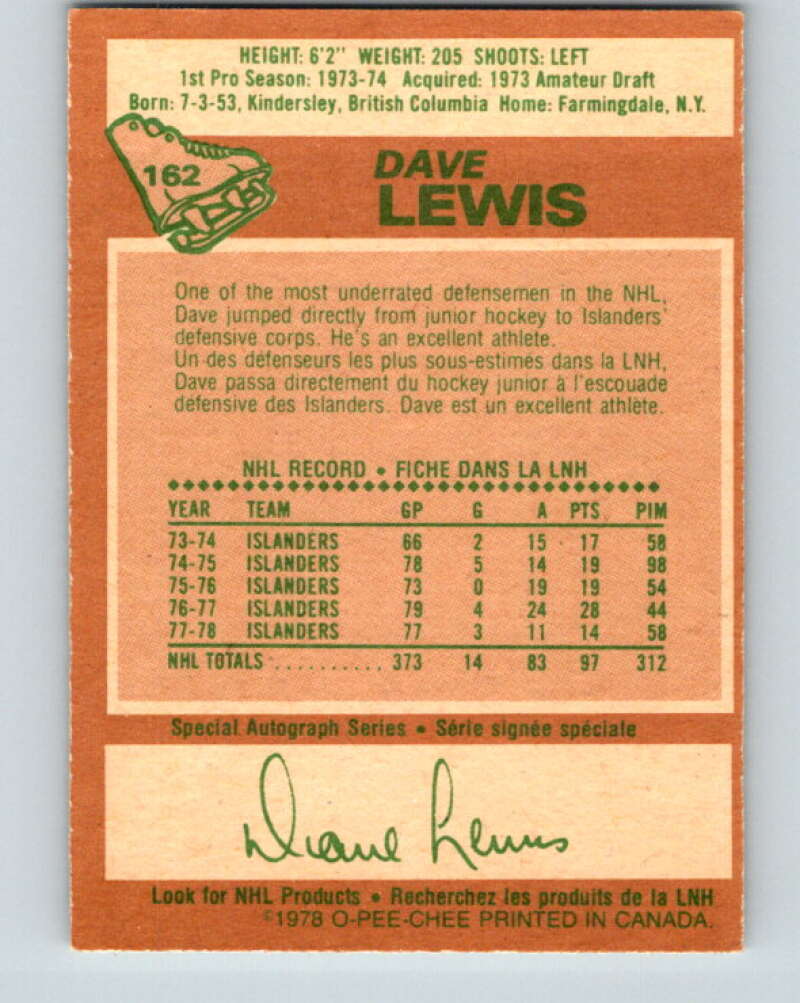 HEIGHT: 6'2" WEIGHT: 205 SHOOTS: LEFT
1st Pro Season: 1973-74 Acquired: 1973 Amateur Draft
Born: 7-3-53, Kindersley, British Columbia Home: Farmingdale, N.Y.
162
DAVE
LEWIS
One of the most underrated defensemen in the NHL,
Dave jumped directly from junior hockey to Islanders'
defensive corps. He's an excellent athlete.
Un des défenseurs les plus sous-estimés dans la LNH,
Dave passa directement du hockey junior à l'escouade
défensive des Islanders. Dave est un excellent athlète.
NHL RECORD • FICHE DANS LA LNH
YEAR TEAM GP G A PTS. PIM
73-74 ISLANDERS 66 2 15 17 58
74-75 ISLANDERS 78 5 14 19 98
75-76 ISLANDERS 73 0 19 19 54
76-77 ISLANDERS 79 4 24 28 44
77-78 ISLANDERS 77 3 11 14 58
NHL TOTALS .......... 373 14 83 97 312
Special Autograph Series • Série signée spéciale
Diane Lewis
Look for NHL Products • Recherchez les produits de la LNH
©1978 O-PEE-CHEE PRINTED IN CANADA.